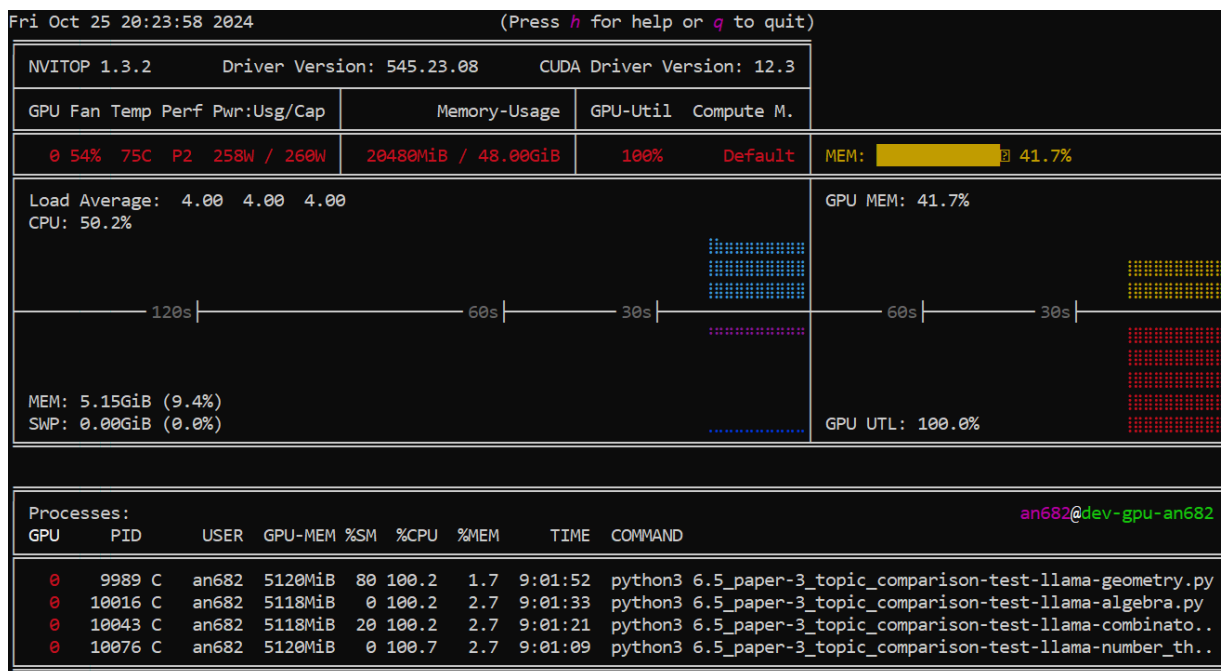 Fri Oct 25 20:23:58 2024 (Press h for help or q to quit)
NVITOP 1.3.2 Driver Version: 545.23.08 CUDA Driver Version: 12.3
GPU Fan Temp Perf Pwr:Usg/Cap Memory-Usage GPU-Util Compute M.
0 54% 75C P2 258W / 260W 20480MiB / 48.00GiB 100% Default MEM: 41.7%
Load Average: 4.00 4.00 4.00 GPU MEM: 41.7%
CPU: 50.2%
120s 60s 30s 60s 30s
MEM: 5.15GiB (9.4%)
SWP: 0.00GiB (0.0%) GPU UTL: 100.0%
Processes: an682@dev-gpu-an682
GPU PID USER GPU-MEM %SM %CPU %MEM TIME COMMAND
0 9989 C an682 5120MiB 80 100.2 1.7 9:01:52 python3 6.5_paper-3_topic_comparison-test-llama-geometry.py
0 10016 C an682 5118MiB 0 100.2 2.7 9:01:33 python3 6.5_paper-3_topic_comparison-test-llama-algebra.py
0 10043 C an682 5118MiB 20 100.2 2.7 9:01:21 python3 6.5_paper-3_topic_comparison-test-llama-combinato..
0 10076 C an682 5120MiB 0 100.7 2.7 9:01:09 python3 6.5_paper-3_topic_comparison-test-llama-number_th..